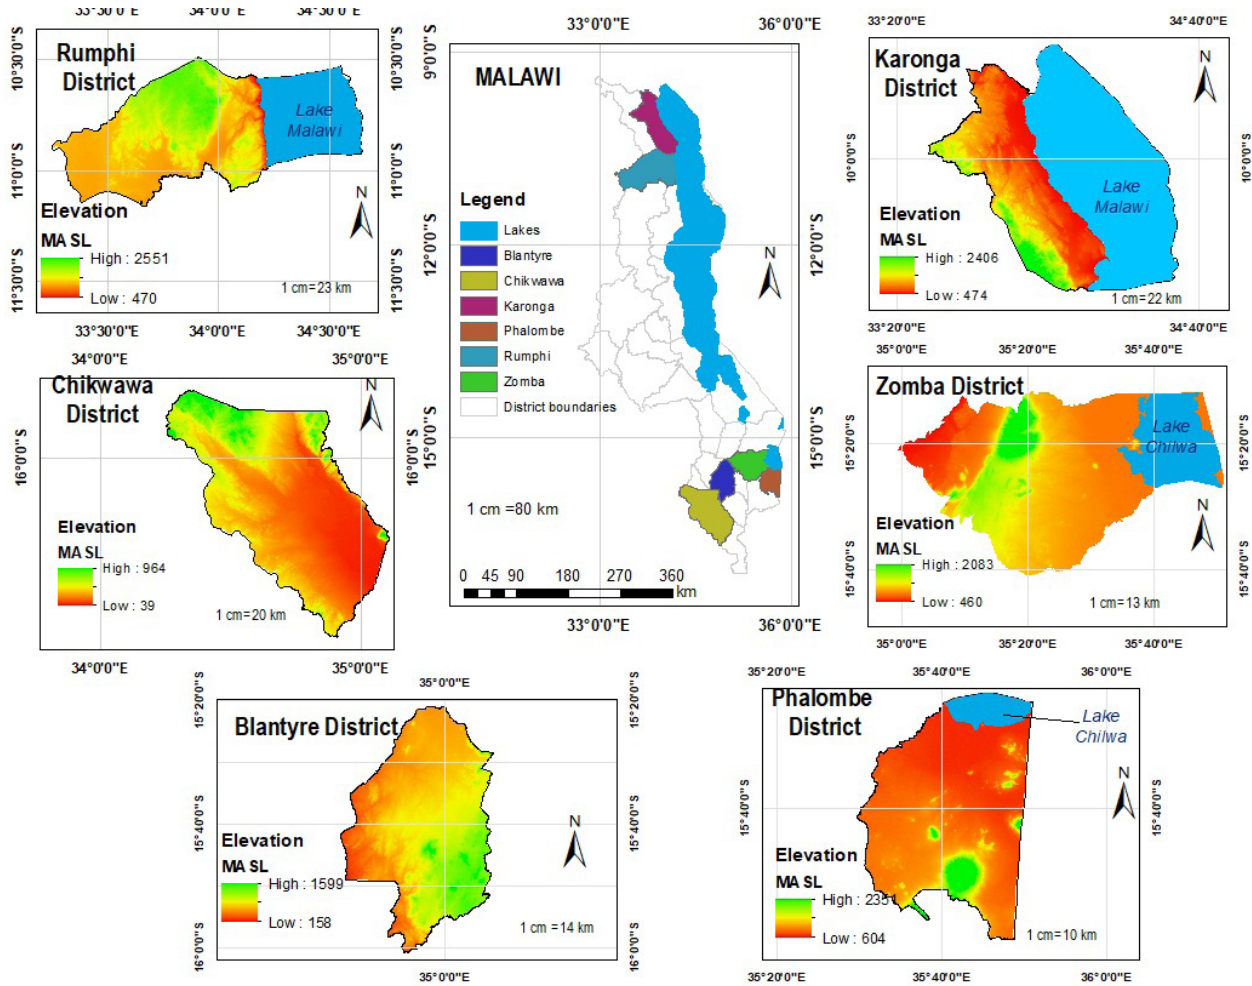 33°30'0"E 34°0'0"E 34°30'0"E
Rumphi
District
10°30'0"S
11°0'0"S
11°30'0"S
10°30'0"S
11°0'0"S
11°30'0"S
Lake
Malawi
N
Elevation
MASL
High : 2551
Low : 470
1 cm=23 km
33°30'0"E 34°0'0"E 34°30'0"E
33°0'0"E 36°0'0"E
MALAWI
9°0'0"S
12°0'0"S
15°0'0"S
12°0'0"S
15°0'0"S
Legend
Lakes
Blantyre
Chikwawa
Karonga
Phalombe
Rumphi
Zomba
District boundaries
N
1 cm =80 km
0 45 90 180 270 360
km
33°0'0"E 36°0'0"E
33°20'0"E 34°40'0"E
Karonga
District
N
10°0'0"S
10°0'0"S
Lake
Malawi
Elevation
MASL
High : 2406
Low : 474
1 cm=22 km
33°20'0"E 34°40'0"E
34°0'0"E 35°0'0"E
Chikwawa
District
N
16°0'0"S
16°0'0"S
Elevation
MASL
High : 964
Low : 39
1 cm=20 km
34°0'0"E 35°0'0"E
35°0'0"E 35°20'0"E 35°40'0"E
Zomba District
15°20'0"S
15°40'0"S
15°20'0"S
15°40'0"S
Lake
Chilwa
N
Elevation
MASL
High : 2083
Low : 460
1 cm=13 km
35°0'0"E 35°20'0"E 35°40'0"E
35°0'0"E
Blantyre District
15°20'0"S
15°40'0"S
16°0'0"S
15°20'0"S
15°40'0"S
16°0'0"S
N
Elevation
MASL
High : 1599
Low : 158
1 cm =14 km
35°0'0"E
35°20'0"E 35°40'0"E 36°0'0"E
Phalombe
District
Lake
Chilwa
N
15°40'0"S
15°40'0"S
Elevation
MASL
High :
Low : 604
1 cm=10 km
35°20'0"E 35°40'0"E 36°0'0"E